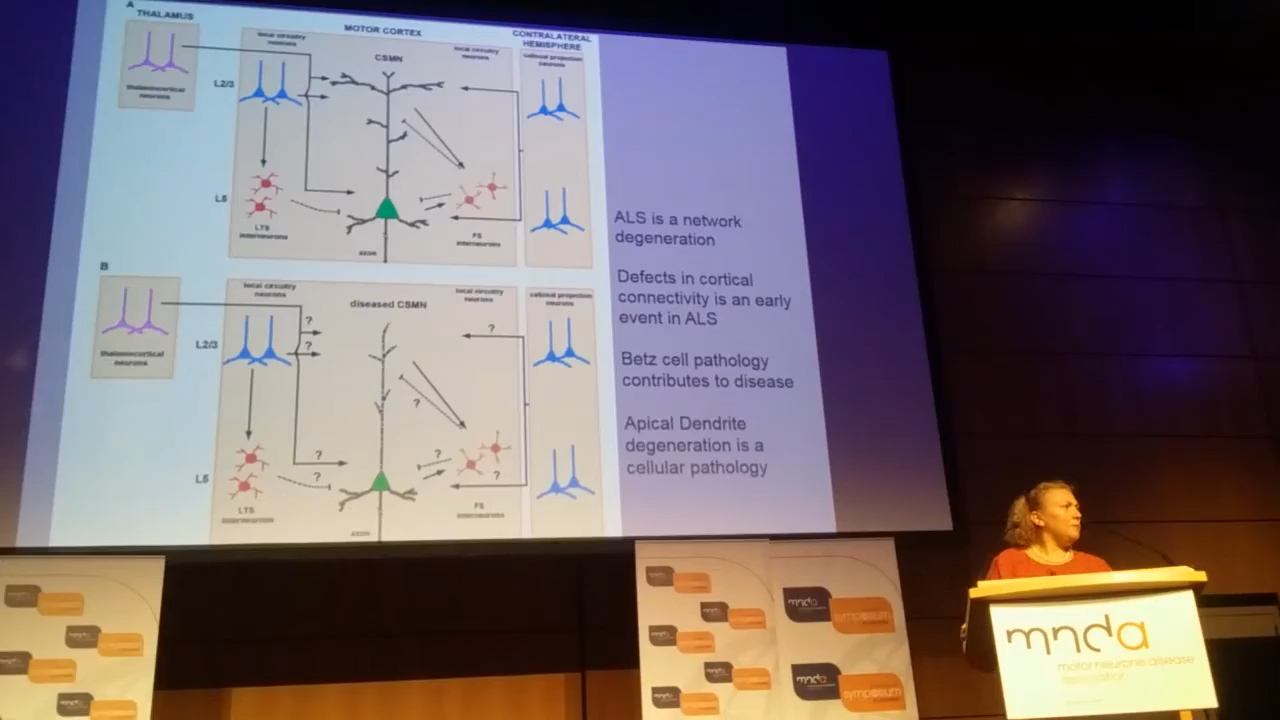 A
THALAMUS
MOTOR CORTEX
CONTRALATERAL
HEMISPHERE
local circuitry
neurons
CSMN
local circuitry
neurons
callosal projection
neurons
thalamocortical
neurons
L2/3
L5
LTS
interneurons
FS
interneurons
axon
B
local circuitry
neurons
diseased CSMN
local circuitry
neurons
callosal projection
neurons
thalamocortical
neurons
L2/3
?
?
?
?
?
?
?
?
L5
LTS
interneurons
FS
interneurons
axon
ALS is a network
degeneration
Defects in cortical
connectivity is an early
event in ALS
Betz cell pathology
contributes to disease
Apical Dendrite
degeneration is a
cellular pathology
mnda
symposium
mnda
symposium
mnda
motor neurone disease
association